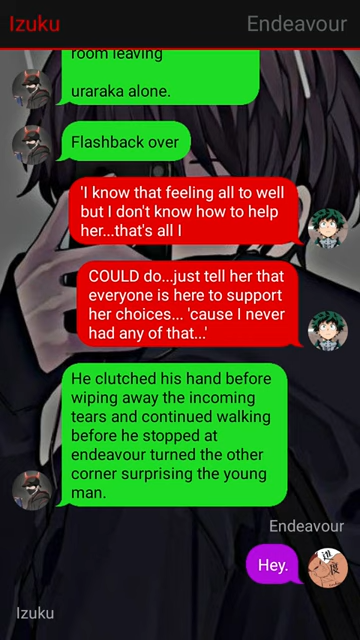 Izuku
Endeavour
room leaving
uraraka alone.
Flashback over
'I know that feeling all to well
but I don't know how to help
her...that's all I
COULD do...just tell her that
everyone is here to support
her choices... 'cause I never
had any of that...'
He clutched his hand before
wiping away the incoming
tears and continued walking
before he stopped at
endeavour turned the other
corner surprising the young
man.
Endeavour
Hey.
Izuku